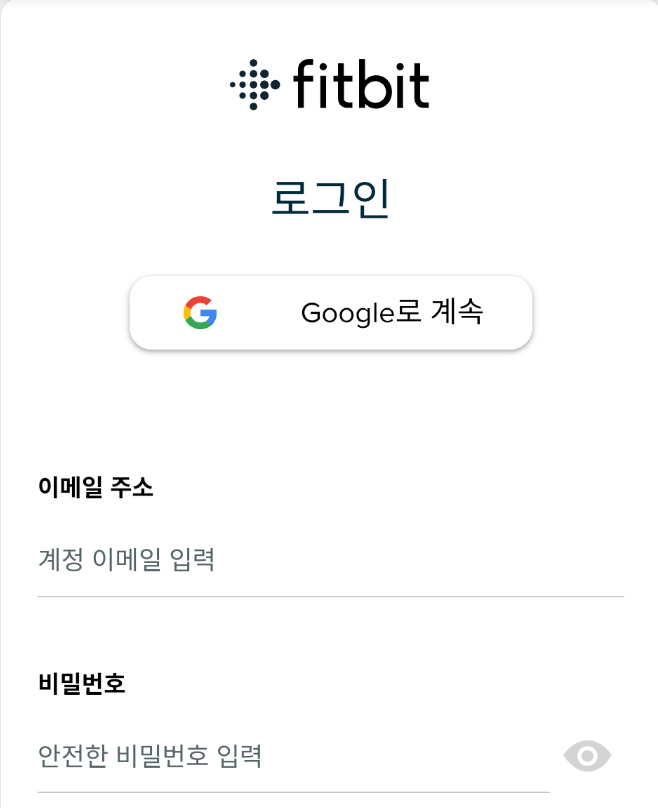 fitbit
로그인
Google로 계속
이메일 주소
계정 이메일 입력
비밀번호
안전한 비밀번호 입력